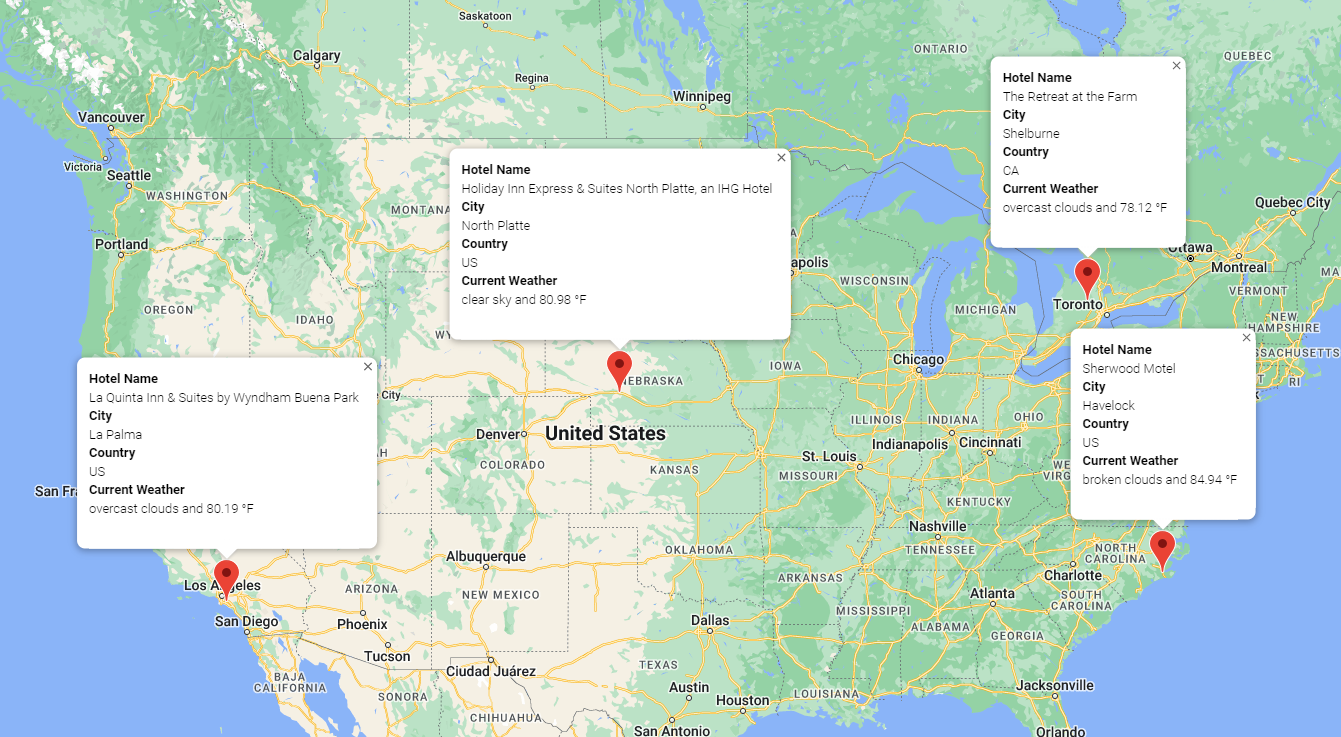 Saskatoon
Calgary
ONTARIO
QUEBEC
Regina
Winnipeg
Vancouver
Victoria
Seattle
WASHINGTON
MONTANA
Portland
OREGON
IDAHO
Hotel Name
The Retreat at the Farm
City
Shelburne
Country
CA
Current Weather
overcast clouds and 78.12 °F
Hotel Name
Holiday Inn Express & Suites North Platte, an IHG Hotel
City
North Platte
Country
US
Current Weather
clear sky and 80.98 °F
Quebec City
Ottawa
Montreal
MA
VERMONT
NEW
HAMPSHIRE
SSACHUSETTS
RI
T
k
apolis
A
WISCONSIN
MICHIGAN
Toronto
WY
Chicago
IOWA
NEBRASKA
Hotel Name
La Quinta Inn & Suites by Wyndham Buena Park
City
La Palma
Country
US
Current Weather
overcast clouds and 80.19 °F
Hotel Name
Sherwood Motel
City
Havelock
Country
US
Current Weather
broken clouds and 84.94 °F
e City
AH
Denver
United States
COLORADO
KANSAS
ILLINOIS
INDIANA
OHIO
Indianapolis
Cincinnati
St. Louis
MISSOURI
WE
VIRG
KENTUCKY
San Fra
Nashville
TENNESSEE
Albuquerque
OKLAHOMA
NORTH
CAROLINA
Los Angeles
ARIZONA
NEW MEXICO
ARKANSAS
Charlotte
San Diego
Phoenix
Dallas
MISSISSIPPI
Atlanta
SOUTH
CAROLINA
ALABAMA
GEORGIA
Tucson
Ciudad Juárez
TEXAS
BAJA
CALIFORNIA
SONORA
CHIHUAHUA
Austin
Houston
LOUISIANA
Jacksonville
San Antonio
Orlando